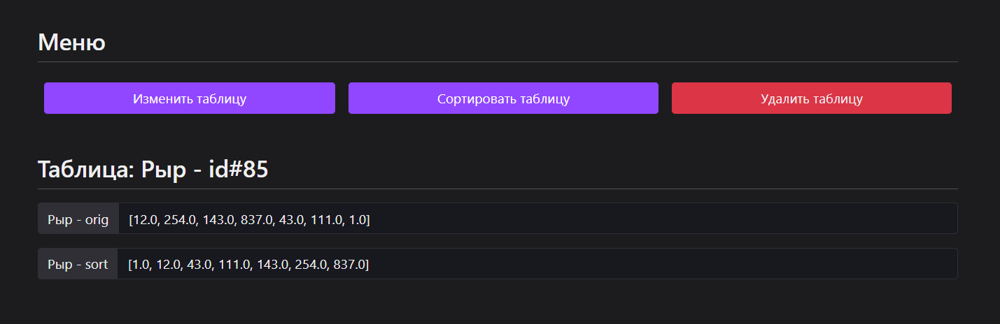 Меню
Изменить таблицу Сортировать таблицу Удалить таблицу
Таблица: Рыр - id#85
Рыр - orig [12.0, 254.0, 143.0, 837.0, 43.0, 111.0, 1.0]
Рыр - sort [1.0, 12.0, 43.0, 111.0, 143.0, 254.0, 837.0]